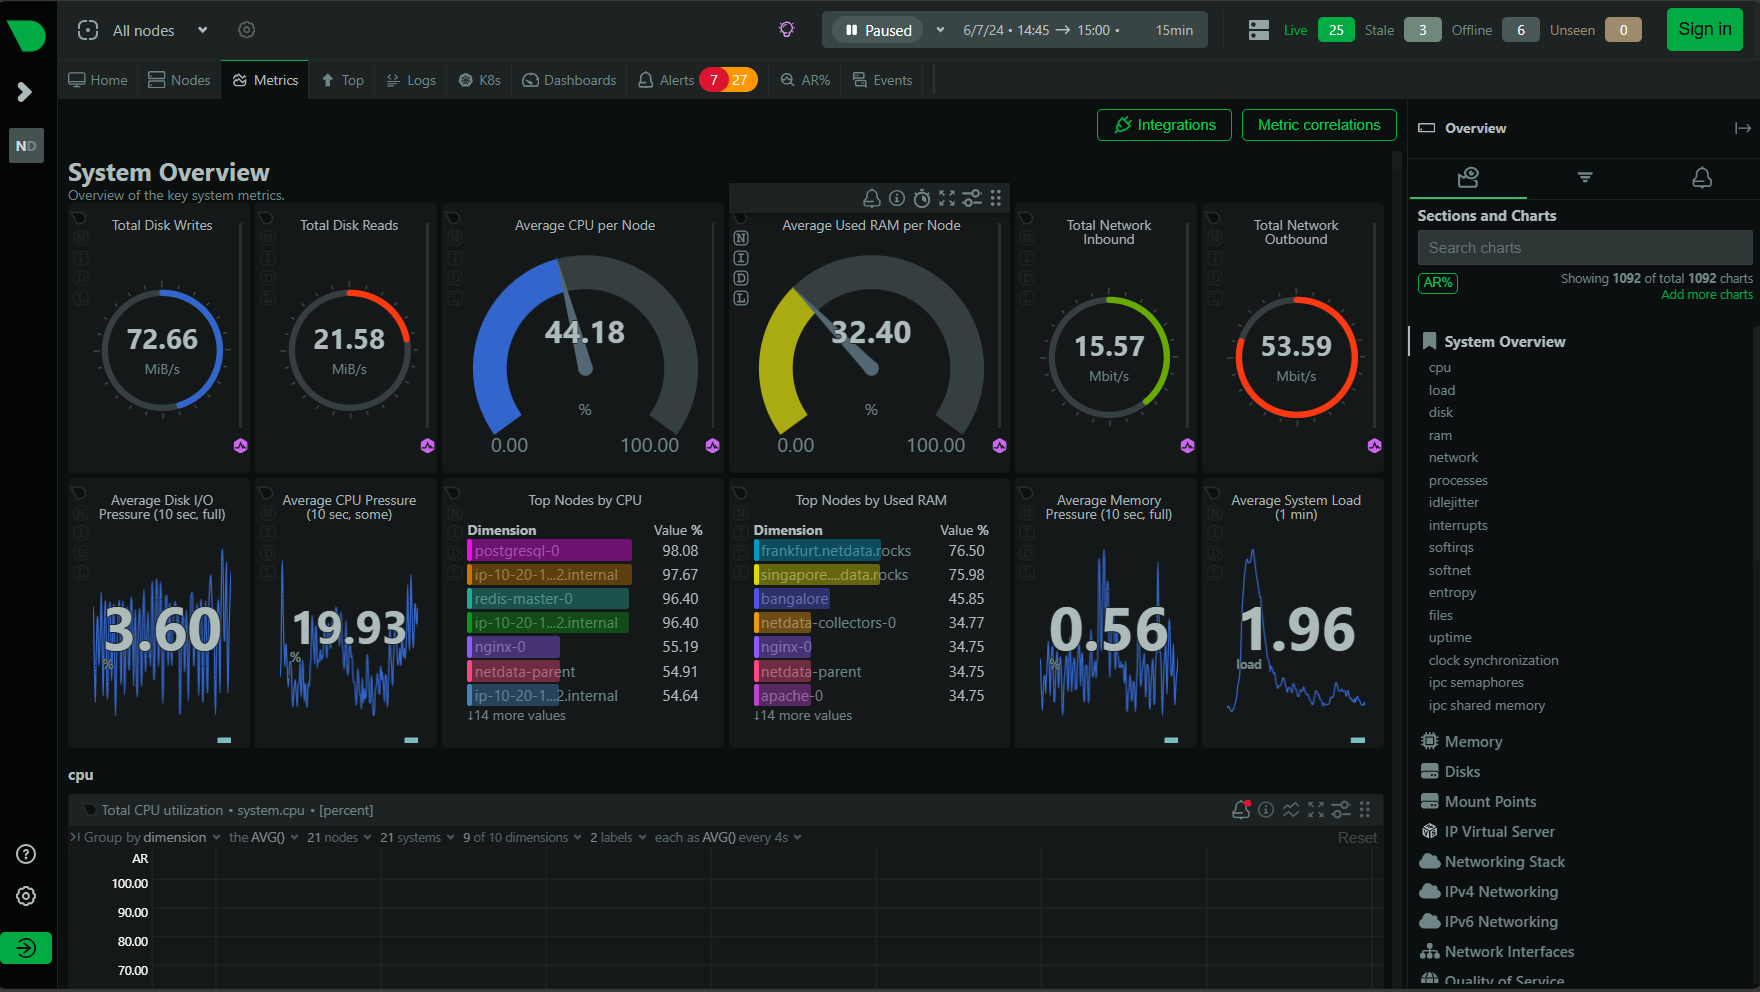 All nodes
Paused
6/7/24 • 14:45 → 15:00 •
15min
Live 25 Stale 3 Offline 6 Unseen 0
Sign in
Home
Nodes
Metrics
Top
Logs
K8s
Dashboards
Alerts 7 27
AR%
Events
ND
Integrations
Metric correlations
System Overview
Overview of the key system metrics.
Total Disk Writes
N
I
D
L
72.66
MiB/s
Total Disk Reads
N
I
D
L
21.58
MiB/s
Average CPU per Node
N
I
D
L
44.18
%
0.00 100.00
Average Used RAM per Node
N
I
D
L
32.40
%
0.00 100.00
Total Network
Inbound
N
I
D
L
15.57
Mbit/s
Total Network
Outbound
N
I
D
L
53.59
Mbit/s
Average Disk I/O
Pressure (10 sec, full)
N
I
D
L
3.60
%
Average CPU Pressure
(10 sec, some)
N
I
D
L
19.93
%
Top Nodes by CPU
N
I
D
L
Dimension Value %
postgresql-0 98.08
ip-10-20-1...2.internal 97.67
redis-master-0 96.40
ip-10-20-1...2.internal 96.40
nginx-0 55.19
netdata-parent 54.91
ip-10-20-1...2.internal 54.64
↓14 more values
Top Nodes by Used RAM
N
I
D
L
Dimension Value %
frankfurt.netdata.rocks 76.50
singapore....data.rocks 75.98
bangalore 45.85
netdata-collectors-0 34.77
nginx-0 34.75
netdata-parent 34.75
apache-0 34.75
↓14 more values
Average Memory
Pressure (10 sec, full)
N
I
D
L
0.56
%
Average System Load
(1 min)
N
I
D
L
1.96
load
cpu
Total CPU utilization • system.cpu • [percent]
Group by dimension the AVG() 21 nodes 21 systems 9 of 10 dimensions 2 labels each as AVG() every 4s
Reset
AR
100.00
90.00
80.00
70.00
Overview
Sections and Charts
Search charts
AR%
Showing 1092 of total 1092 charts
Add more charts
System Overview
cpu
load
disk
ram
network
processes
idlejitter
interrupts
softirqs
softnet
entropy
files
uptime
clock synchronization
ipc semaphores
ipc shared memory
Memory
Disks
Mount Points
IP Virtual Server
Networking Stack
IPv4 Networking
IPv6 Networking
Network Interfaces
Quality of Service